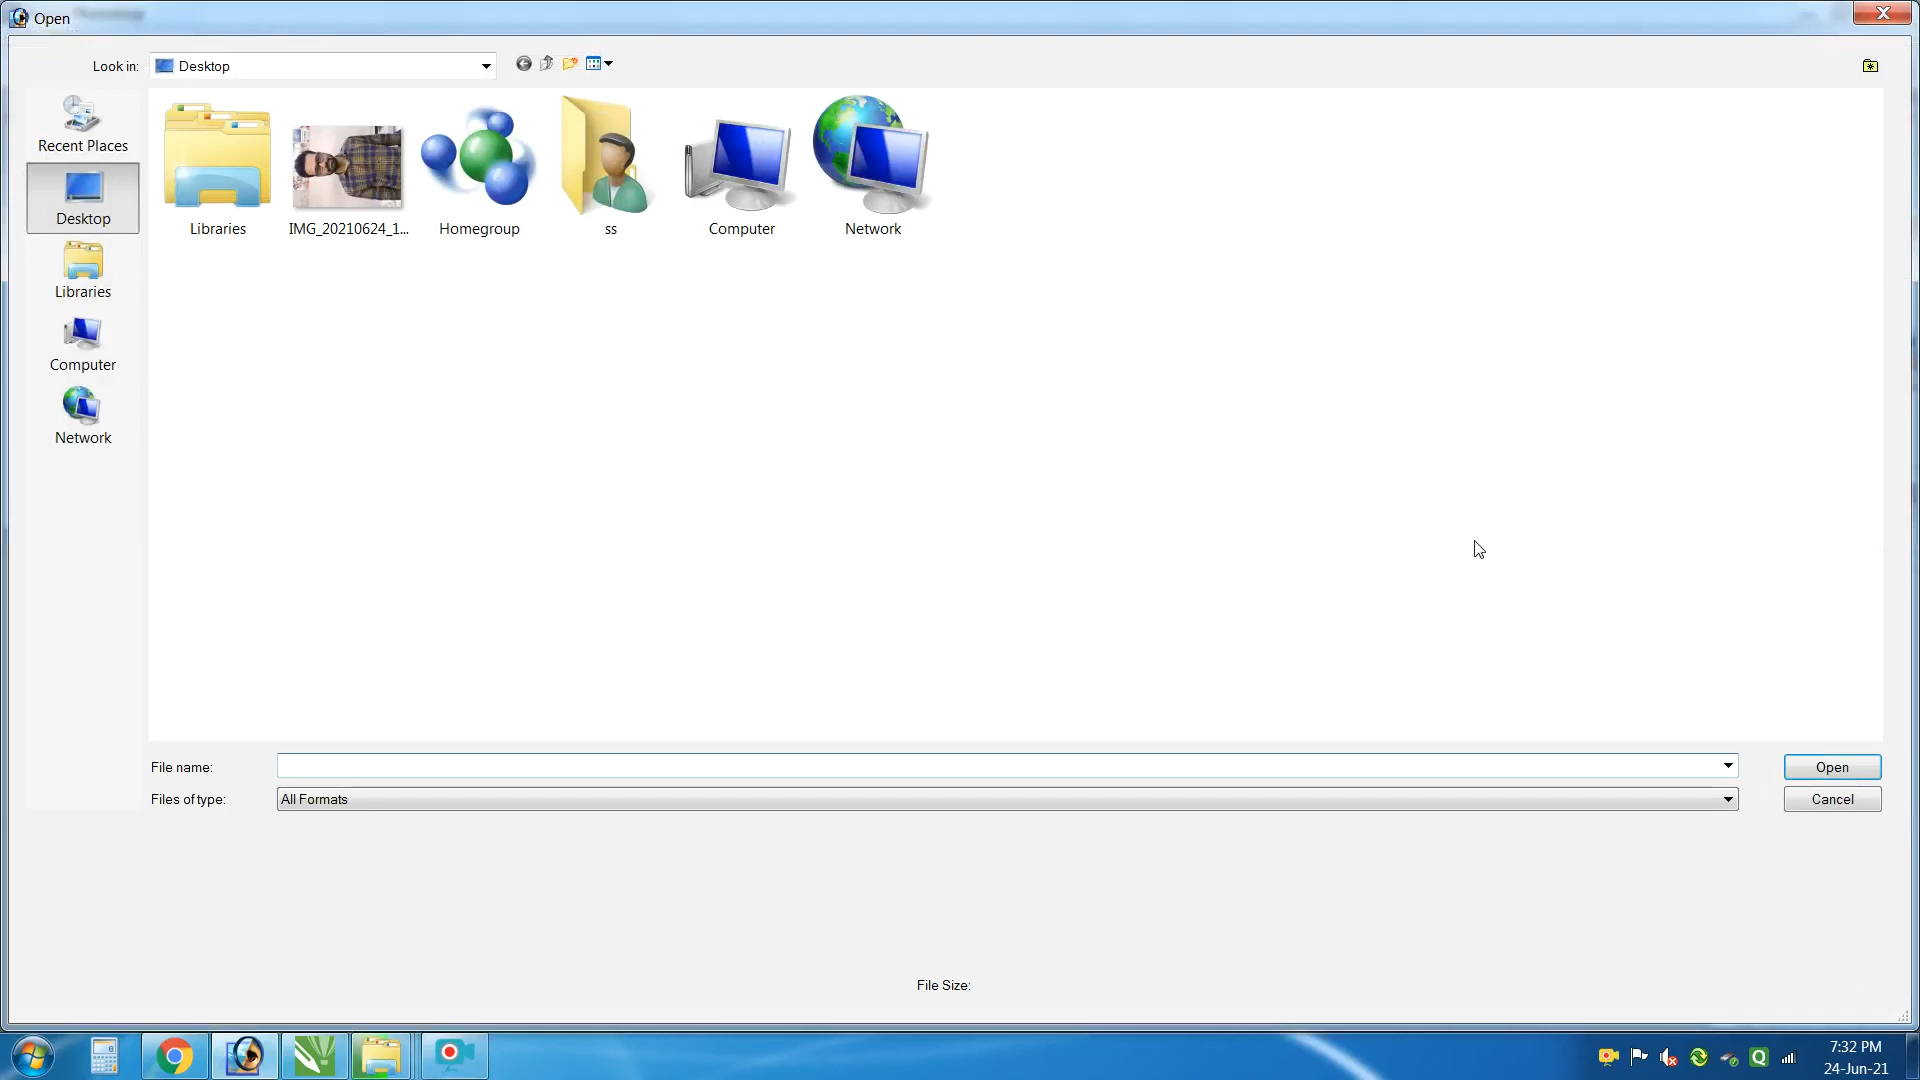 Open
Look in:
Desktop
Recent Places
Desktop
Libraries
Computer
Network
Libraries
IMG_20210624_1...
Homegroup
ss
Computer
Network
File name:
Open
Files of type:
All Formats
Cancel
File Size:
7:32 PM
24-Jun-21